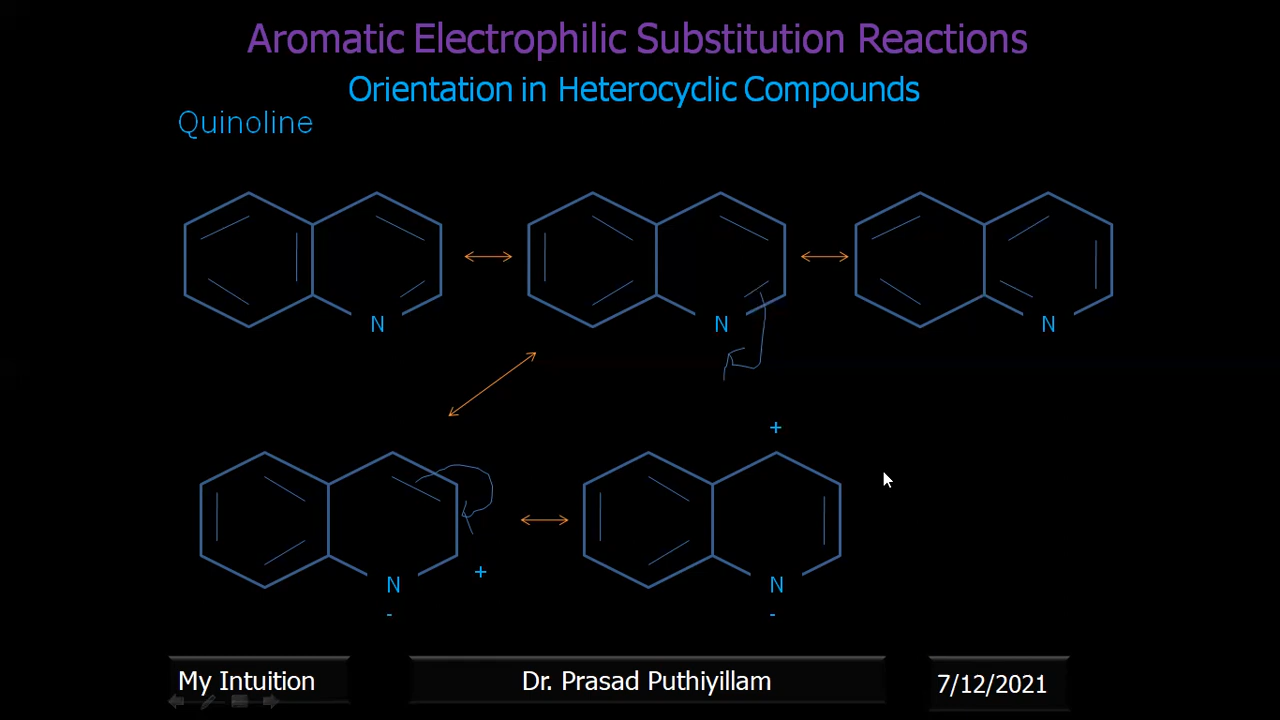 Aromatic Electrophilic Substitution Reactions
Orientation in Heterocyclic Compounds
Quinoline
N N N
+
+
N N
- -
My Intuition Dr. Prasad Puthiyillam 7/12/2021